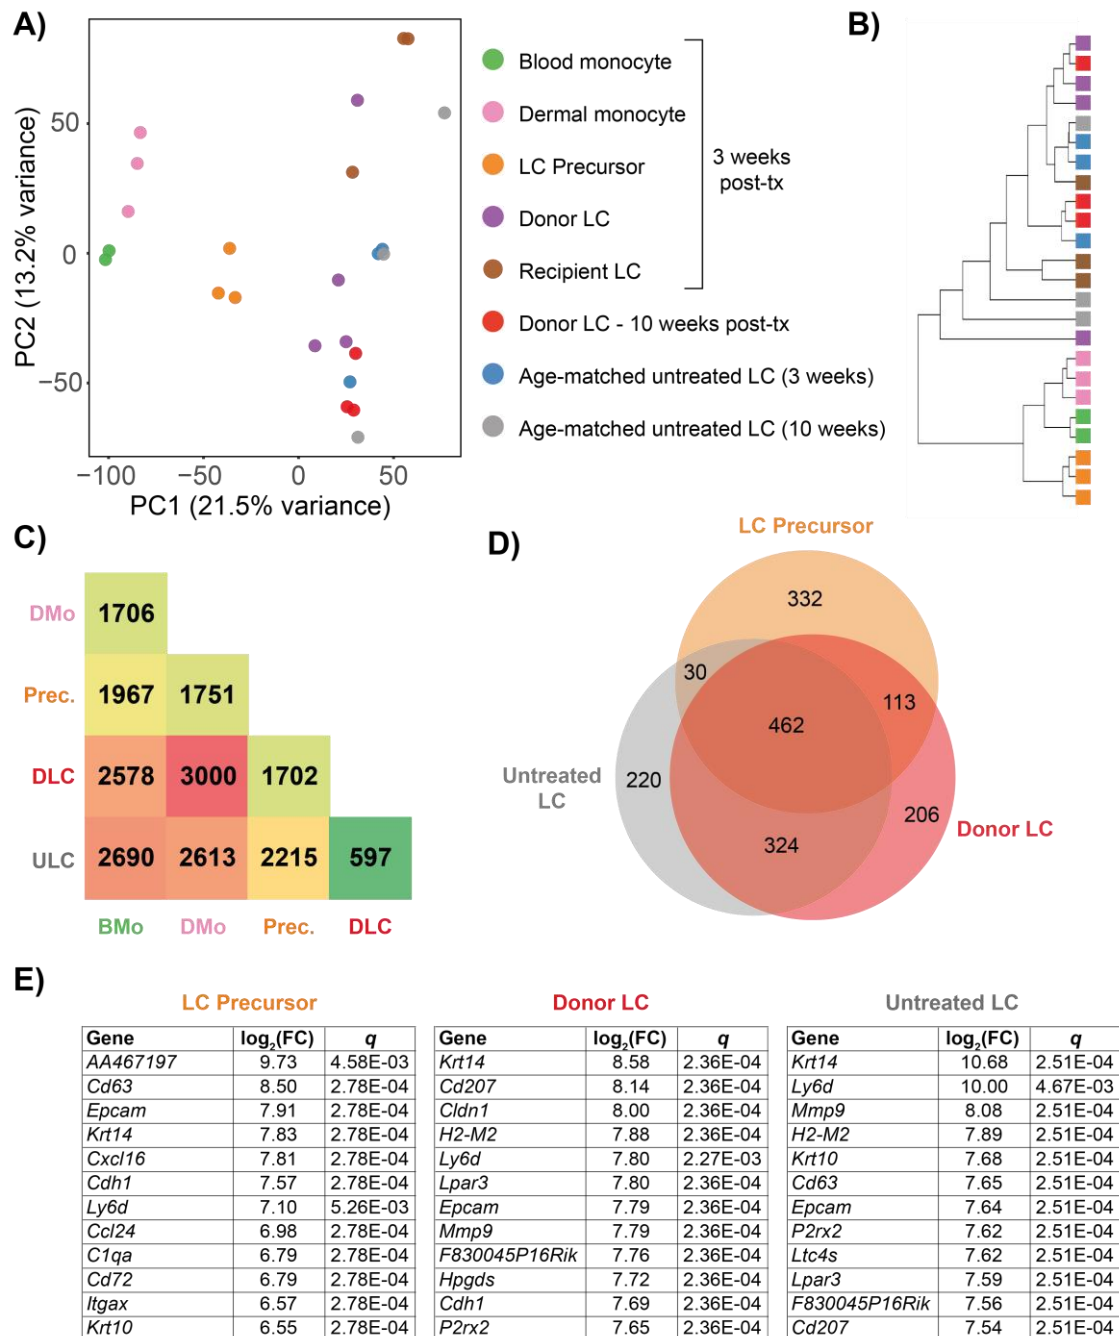 A)
B)
50
0
−50
PC2 (13.2% variance)
−100
−50
0
50
PC1 (21.5% variance)
Blood monocyte
Dermal monocyte
LC Precursor
Donor LC
Recipient LC
3 weeks
post-tx
Donor LC - 10 weeks post-tx
Age-matched untreated LC (3 weeks)
Age-matched untreated LC (10 weeks)
C)
DMo 1706
Prec. 1967 1751
DLC 2578 3000 1702
ULC 2690 2613 2215 597
BMo DMo Prec. DLC
D)
LC Precursor
332
30
113
462
Untreated
LC
220
206
Donor LC
324
E)
LC Precursor
Gene log2(FC) q
AA467197 9.73 4.58E-03
Cd63 8.50 2.78E-04
Epcam 7.91 2.78E-04
Krt14 7.83 2.78E-04
Cxcl16 7.81 2.78E-04
Cdh1 7.57 2.78E-04
Ly6d 7.10 5.26E-03
Ccl24 6.98 2.78E-04
C1qa 6.79 2.78E-04
Cd72 6.79 2.78E-04
Itgax 6.57 2.78E-04
Krt10 6.55 2.78E-04
Donor LC
Gene log2(FC) q
Krt14 8.58 2.36E-04
Cd207 8.14 2.36E-04
Cldn1 8.00 2.36E-04
H2-M2 7.88 2.36E-04
Ly6d 7.80 2.27E-03
Lpar3 7.80 2.36E-04
Epcam 7.79 2.36E-04
Mmp9 7.79 2.36E-04
F830045P16Rik 7.76 2.36E-04
Hpgds 7.72 2.36E-04
Cdh1 7.69 2.36E-04
P2rx2 7.65 2.36E-04
Untreated LC
Gene log2(FC) q
Krt14 10.68 2.51E-04
Ly6d 10.00 4.67E-03
Mmp9 8.08 2.51E-04
H2-M2 7.89 2.51E-04
Krt10 7.68 2.51E-04
Cd63 7.65 2.51E-04
Epcam 7.64 2.51E-04
P2rx2 7.62 2.51E-04
Ltc4s 7.62 2.51E-04
Lpar3 7.59 2.51E-04
F830045P16Rik 7.56 2.51E-04
Cd207 7.54 2.51E-04